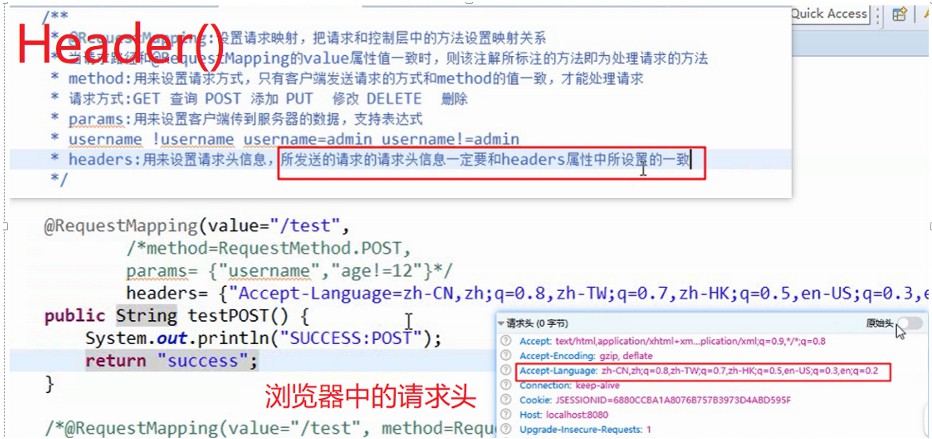 Quick Access
Header()
/**
* @RequestMapping:设置请求映射，把请求和控制层中的方法设置映射关系
* 当请求路径和@RequestMapping的value属性值一致时，则该注解所标注的方法即为处理请求的方法
* method:用来设置请求方式，只有客户端发送请求的方式和method的值一致，才能处理请求
* 请求方式:GET 查询 POST 添加 PUT 修改 DELETE 删除
* params:用来设置客户端传到服务器的数据，支持表达式
* username !username username=admin username!=admin
* headers:用来设置请求头信息，所发送的请求的请求头信息一定要和headers属性中所设置的一致
*/
@RequestMapping(value="/test",
/*method=RequestMethod.POST,
params= {"username","age!=12"}*/
headers= {"Accept-Language=zh-CN,zh;q=0.8,zh-TW;q=0.7,zh-HK;q=0.5,en-US;q=0.3,e
public String testPOST() {
System.out.println("SUCCESS:POST");
return "success";
}
请求头 (0 字节) 原始头
Accept: text/html,application/xhtml+xm...plication/xml;q=0.9,*/*;q=0.8
Accept-Encoding: gzip, deflate
Accept-Language: zh-CN,zh;q=0.8,zh-TW;q=0.7,zh-HK;q=0.5,en-US;q=0.3,en;q=0.2
Connection: keep-alive
Cookie: JSESSIONID=6880CCBA1A8076B757B3973D4ABD595F
Host: localhost:8080
Upgrade-Insecure-Requests: 1
浏览器中的请求头
/*@RequestMapping(value="/test", method=Reque